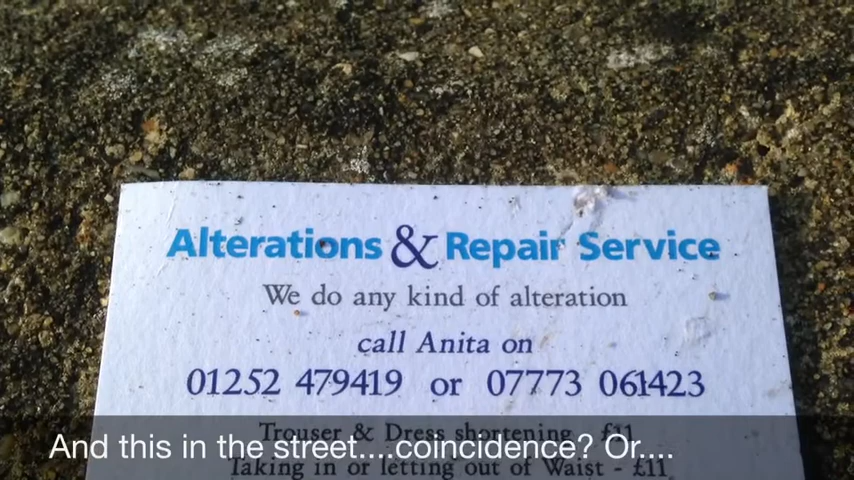 Alterations & Repair Service
We do any kind of alteration
call Anita on
01252 479419 or 07773 061423
Trouser & Dress shortening - £11
And this in the street....coincidence? Or....
Taking in or letting out of Waist - £11